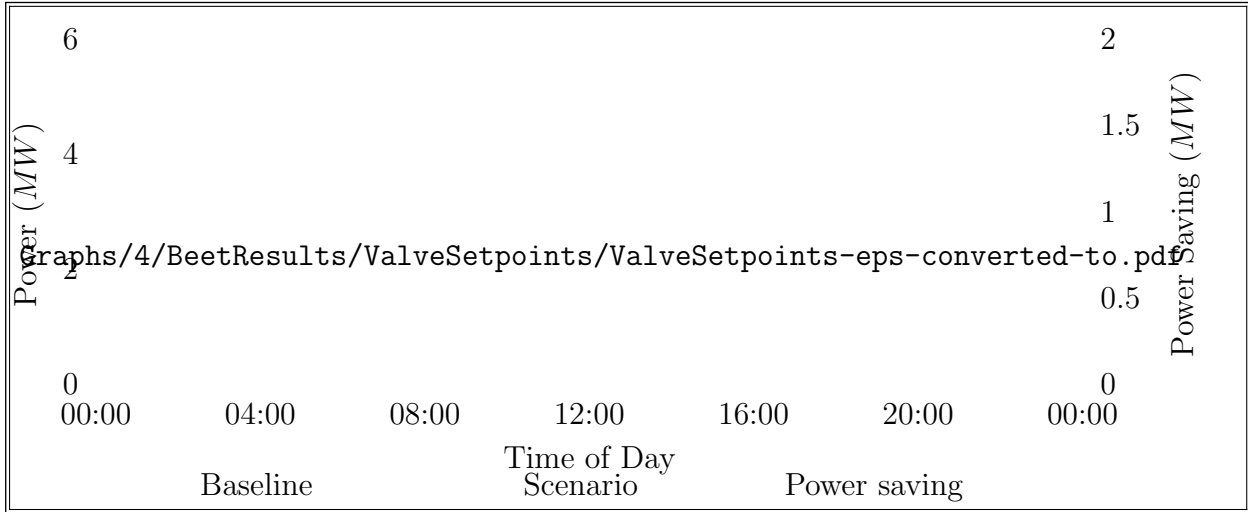 6
4
2
0
Power (MW)
2
1.5
1
0.5
0
Power Saving (MW)
Graphs/4/BeetResults/ValveSetpoints/ValveSetpoints-eps-converted-to.pdf
00:00 04:00 08:00 12:00 16:00 20:00 00:00
Time of Day
Baseline Scenario Power saving